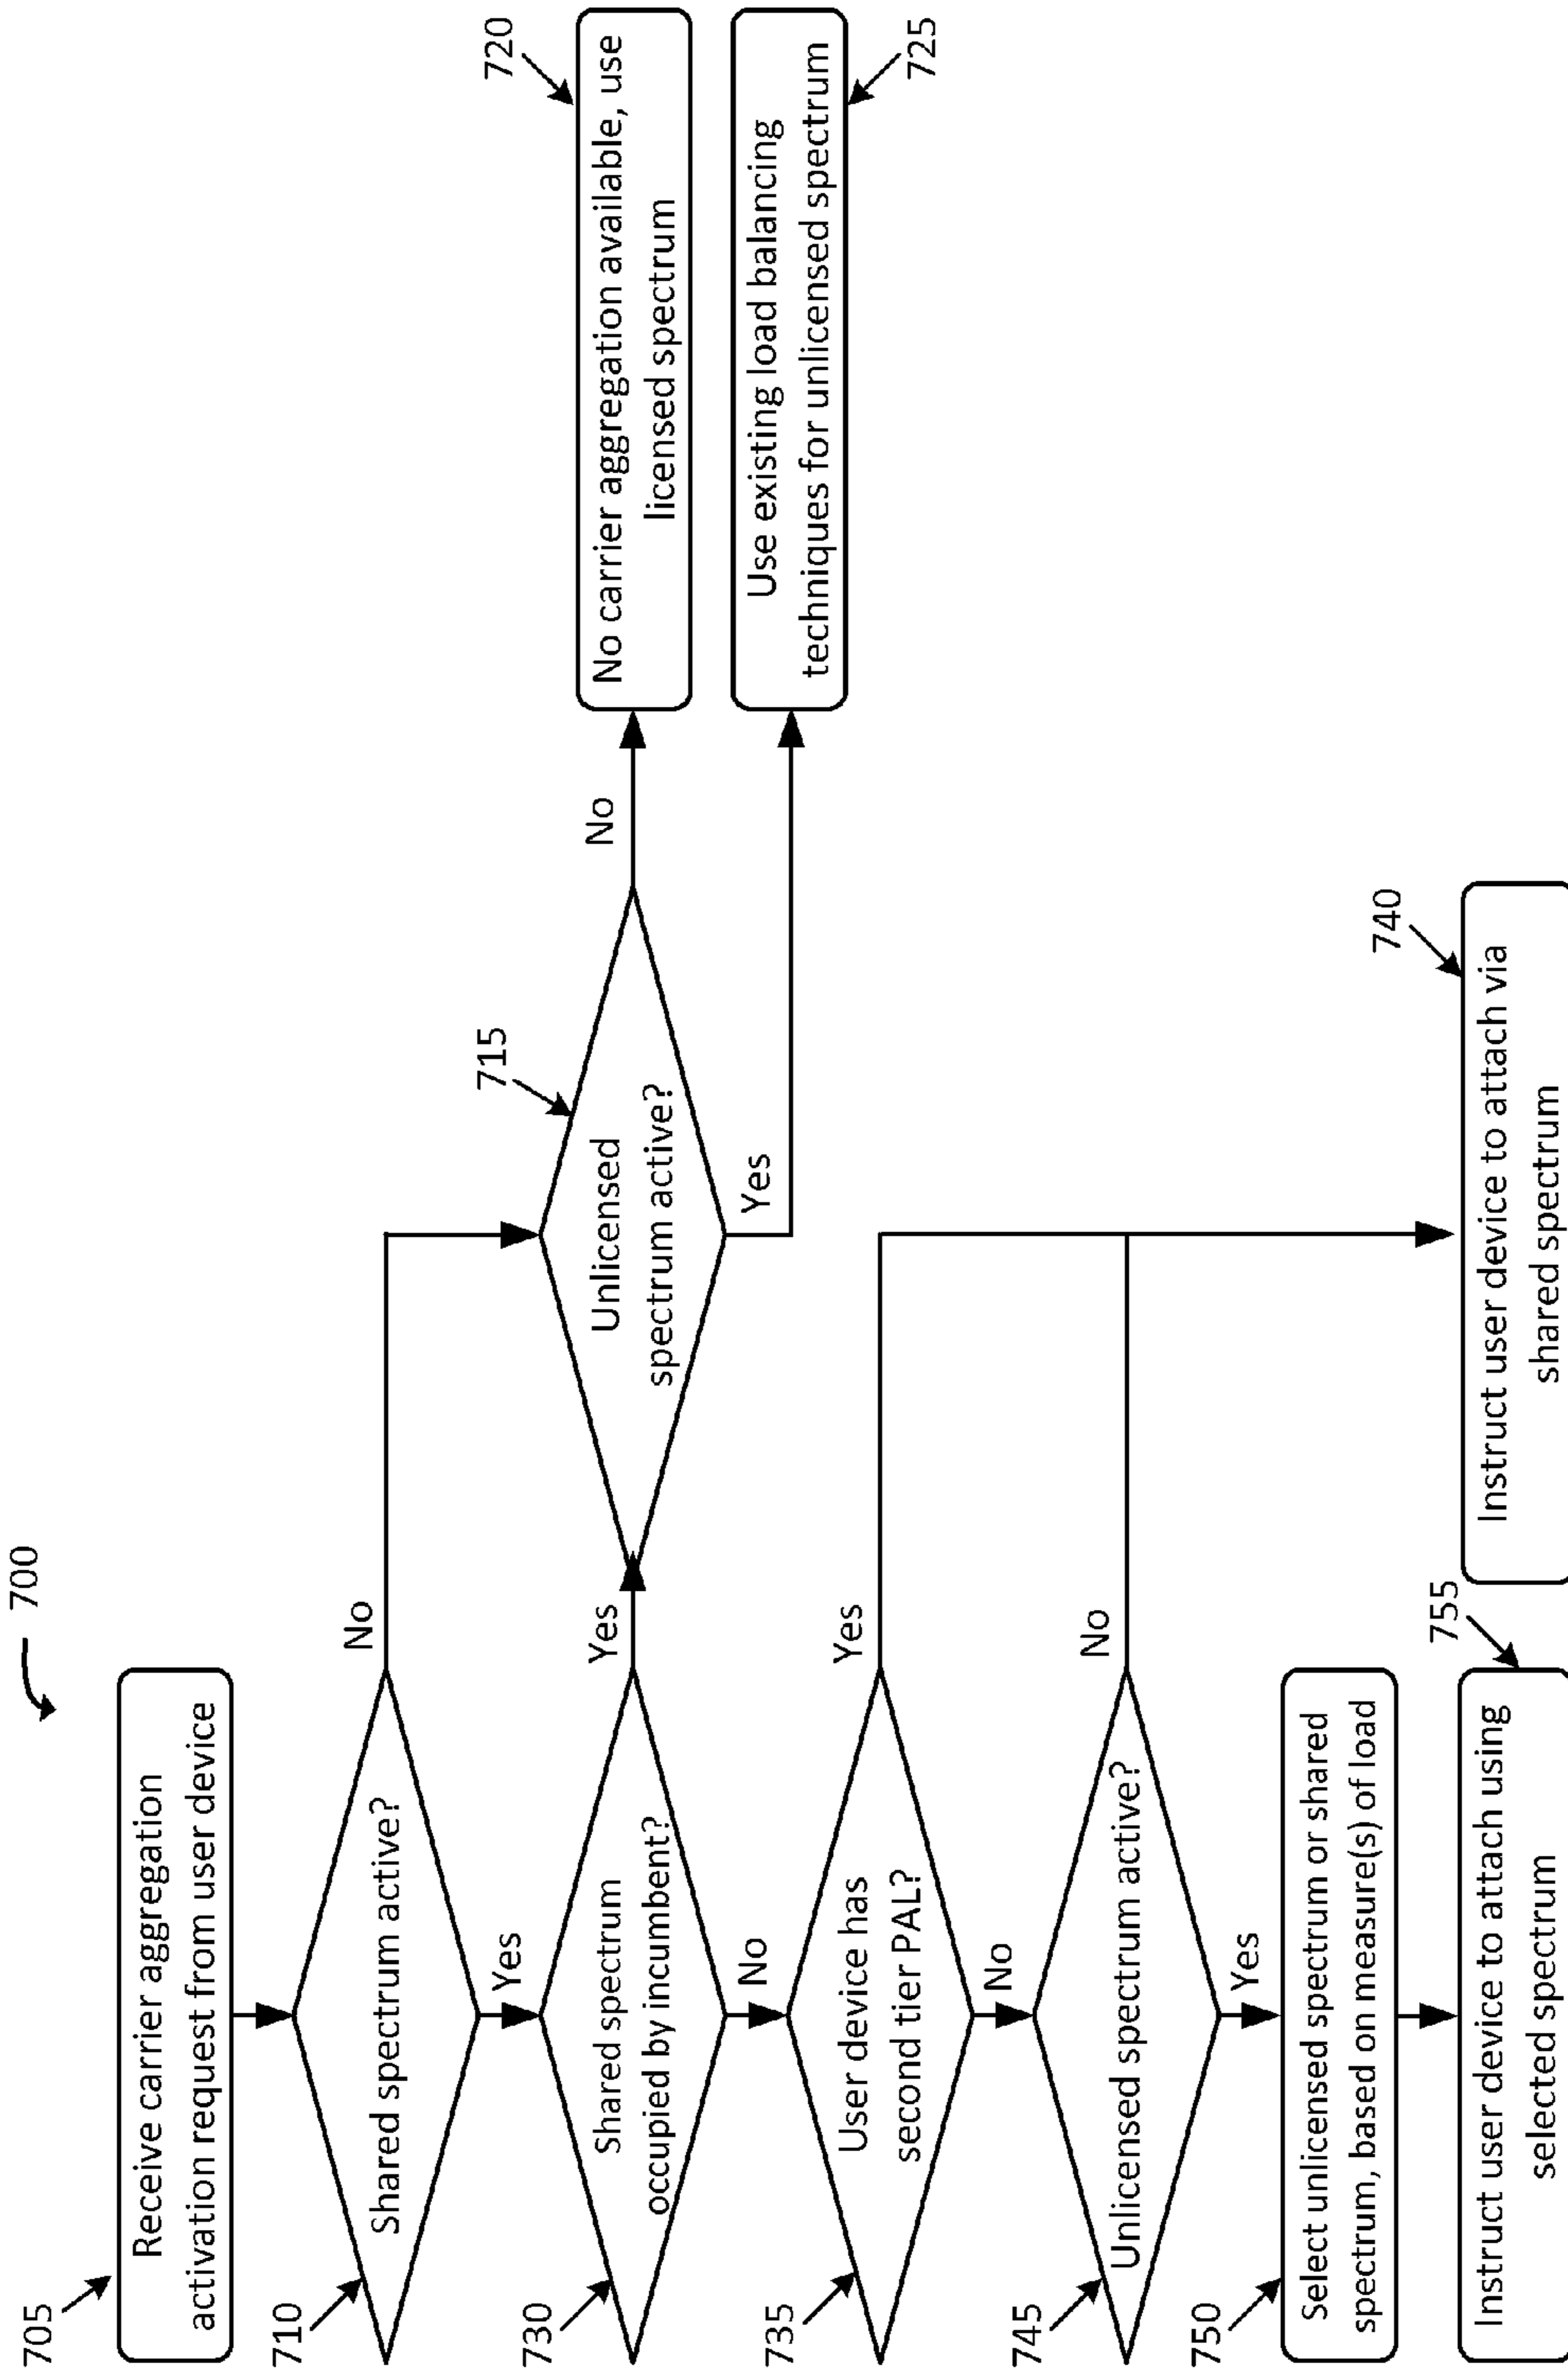 700
705
Receive carrier aggregation
activation request from user device
710
Shared spectrum active?
No
Yes
715
Unlicensed
spectrum active?
No
Yes
720
No carrier aggregation available, use
licensed spectrum
Use existing load balancing
techniques for unlicensed spectrum
725
730
Shared spectrum
occupied by incumbent?
Yes
No
735
User device has
second tier PAL?
Yes
No
740
Instruct user device to attach via
shared spectrum
745
Unlicensed spectrum active?
No
Yes
750
Select unlicensed spectrum or shared
spectrum, based on measure(s) of load
755
Instruct user device to attach using
selected spectrum